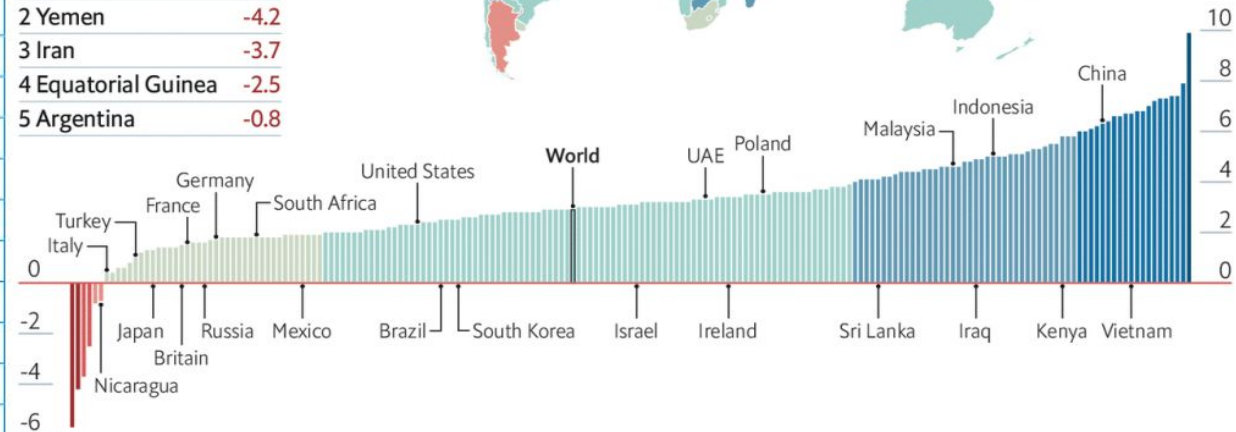 2 Yemen -4.2
3 Iran -3.7
4 Equatorial Guinea -2.5
5 Argentina -0.8
10
8
6
4
2
0
China
Indonesia
Malaysia
Poland
UAE
World
United States
Germany
France
South Africa
Turkey
Italy
0
-2
-4
-6
Japan
Russia
Mexico
Brazil
South Korea
Israel
Ireland
Sri Lanka
Iraq
Kenya
Vietnam
Britain
Nicaragua